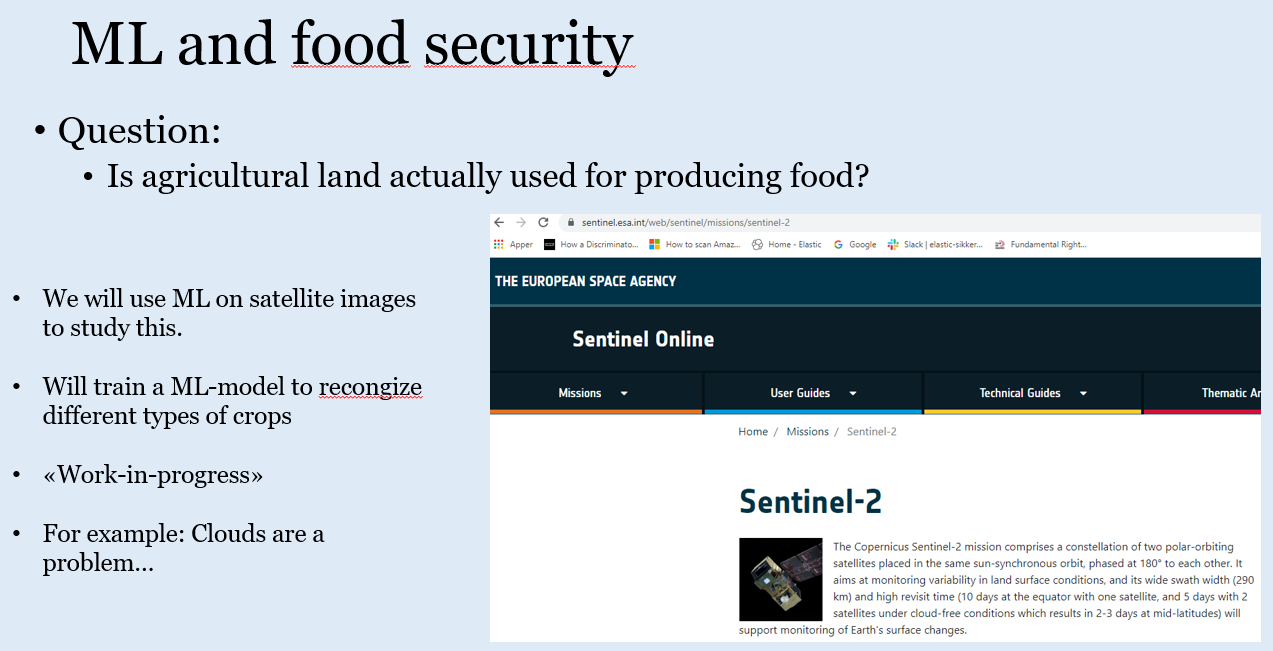 ML and food security
• Question:
• Is agricultural land actually used for producing food?
• We will use ML on satellite images
to study this.
• Will train a ML-model to recongize
different types of crops
• «Work-in-progress»
• For example: Clouds are a
problem...
sentinel.esa.int/web/sentinel/missions/sentinel-2
Apper How a Discriminato... How to scan Amaz... Home - Elastic Google Slack | elastic-sikker... Fundamental Right...
THE EUROPEAN SPACE AGENCY
Sentinel Online
Missions User Guides Technical Guides Thematic Ar
Home / Missions / Sentinel-2
Sentinel-2
The Copernicus Sentinel-2 mission comprises a constellation of two polar-orbiting
satellites placed in the same sun-synchronous orbit, phased at 180° to each other. It
aims at monitoring variability in land surface conditions, and its wide swath width (290
km) and high revisit time (10 days at the equator with one satellite, and 5 days with 2
satellites under cloud-free conditions which results in 2-3 days at mid-latitudes) will
support monitoring of Earth's surface changes.